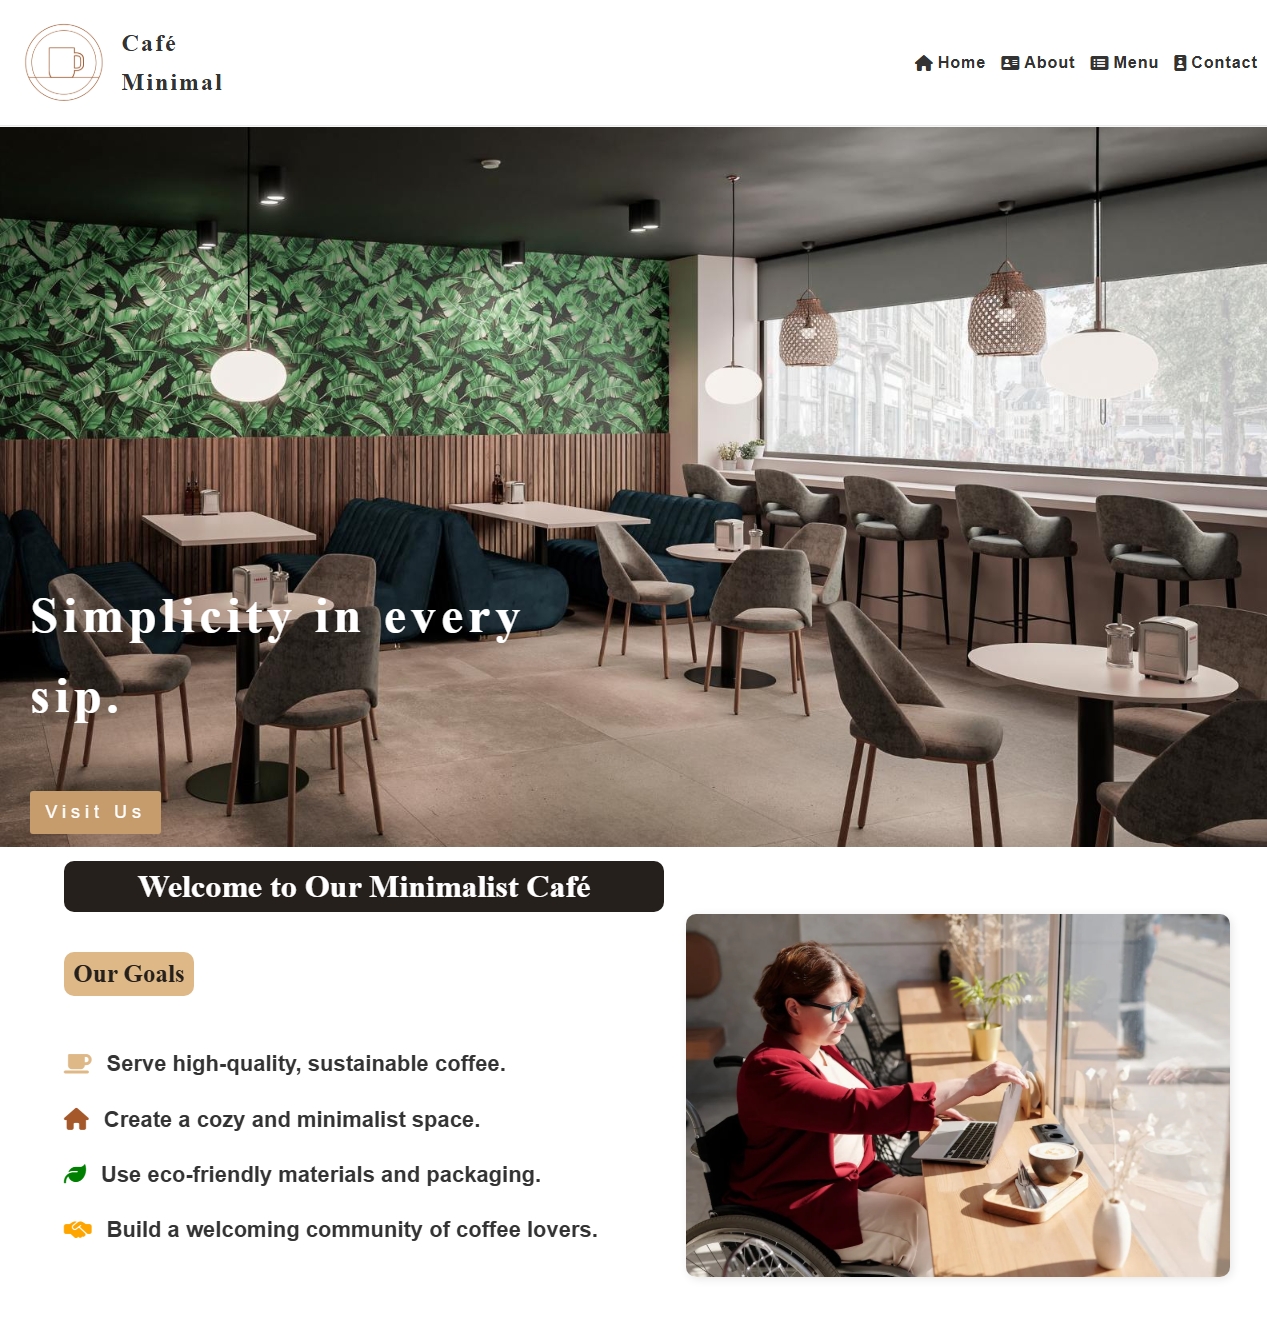 Café
Minimal
Home About Menu Contact
Simplicity in every
sip.
Visit Us
Welcome to Our Minimalist Café
Our Goals
Serve high-quality, sustainable coffee.
Create a cozy and minimalist space.
Use eco-friendly materials and packaging.
Build a welcoming community of coffee lovers.